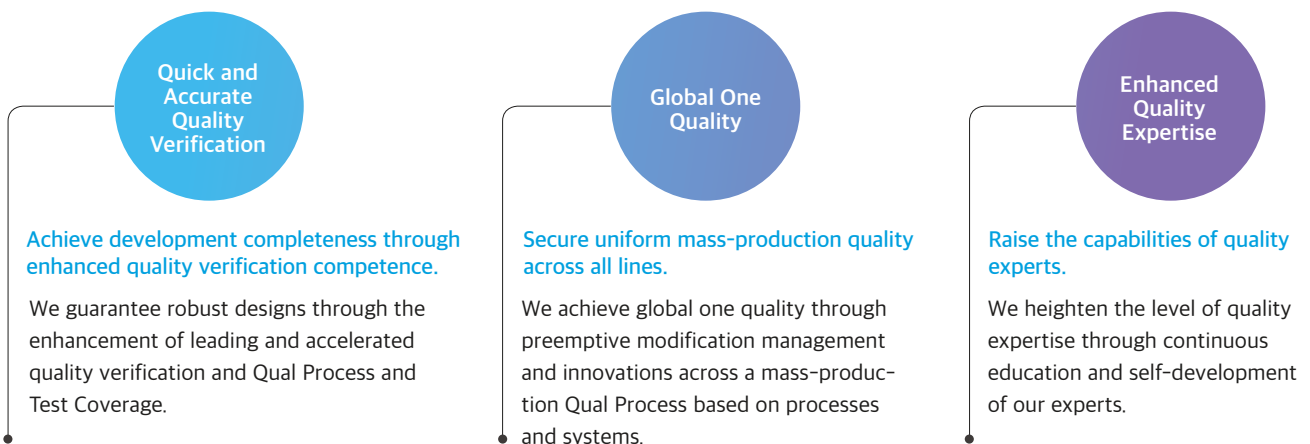 Quick and
Accurate
Quality
Verification
Achieve development completeness through
enhanced quality verification competence.
We guarantee robust designs through the
enhancement of leading and accelerated
quality verification and Qual Process and
Test Coverage.
Global One
Quality
Secure uniform mass-production quality
across all lines.
We achieve global one quality through
preemptive modification management
and innovations across a mass-produc-
tion Qual Process based on processes
and systems.
Enhanced
Quality
Expertise
Raise the capabilities of quality
experts.
We heighten the level of quality
expertise through continuous
education and self-development
of our experts.